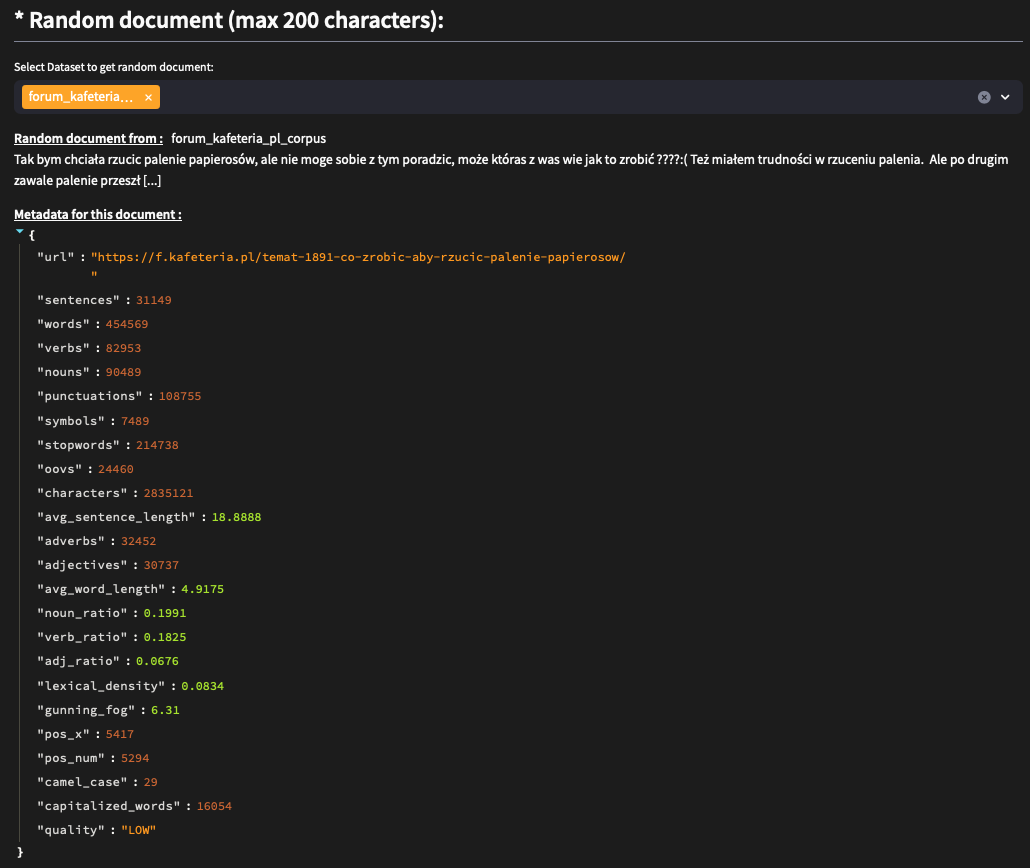 * Random document (max 200 characters):
Select Dataset to get random document:
forum_kafeteria... ×
Random document from : forum_kafeteria_pl_corpus
Tak bym chciała rzucic palenie papierosów, ale nie moge sobie z tym poradzic, może któras z was wie jak to zrobić ????:( Też miałem trudności w rzuceniu palenia. Ale po drugim
zawale palenie przeszł [...]
Metadata for this document :
{
"url" : "https://f.kafeteria.pl/temat-1891-co-zrobic-aby-rzucic-palenie-papierosow/
"
"sentences" : 31149
"words" : 454569
"verbs" : 82953
"nouns" : 90489
"punctuations" : 108755
"symbols" : 7489
"stopwords" : 214738
"oovs" : 24460
"characters" : 2835121
"avg_sentence_length" : 18.8888
"adverbs" : 32452
"adjectives" : 30737
"avg_word_length" : 4.9175
"noun_ratio" : 0.1991
"verb_ratio" : 0.1825
"adj_ratio" : 0.0676
"lexical_density" : 0.0834
"gunning_fog" : 6.31
"pos_x" : 5417
"pos_num" : 5294
"camel_case" : 29
"capitalized_words" : 16054
"quality" : "LOW"
}